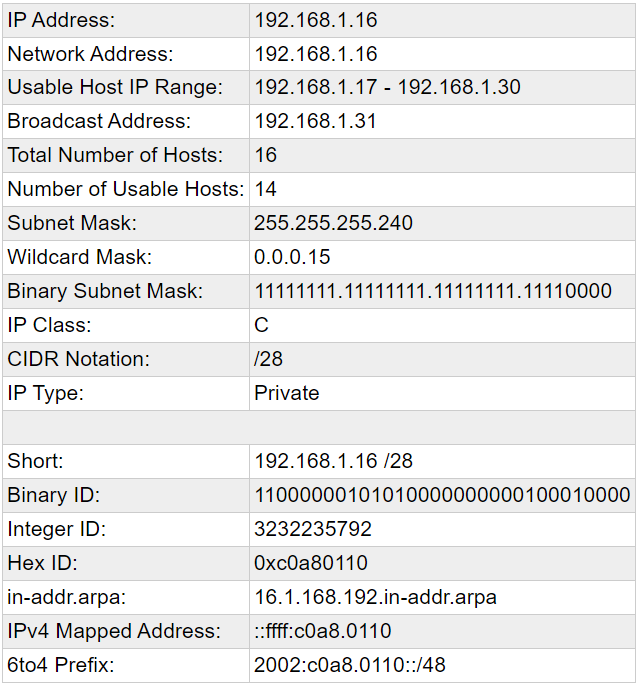 IP Address: 192.168.1.16
Network Address: 192.168.1.16
Usable Host IP Range: 192.168.1.17 - 192.168.1.30
Broadcast Address: 192.168.1.31
Total Number of Hosts: 16
Number of Usable Hosts: 14
Subnet Mask: 255.255.255.240
Wildcard Mask: 0.0.0.15
Binary Subnet Mask: 11111111.11111111.11111111.11110000
IP Class: C
CIDR Notation: /28
IP Type: Private
Short: 192.168.1.16 /28
Binary ID: 11000000101010000000000100010000
Integer ID: 3232235792
Hex ID: 0xc0a80110
in-addr.arpa: 16.1.168.192.in-addr.arpa
IPv4 Mapped Address: ::ffff:c0a8.0110
6to4 Prefix: 2002:c0a8.0110::/48